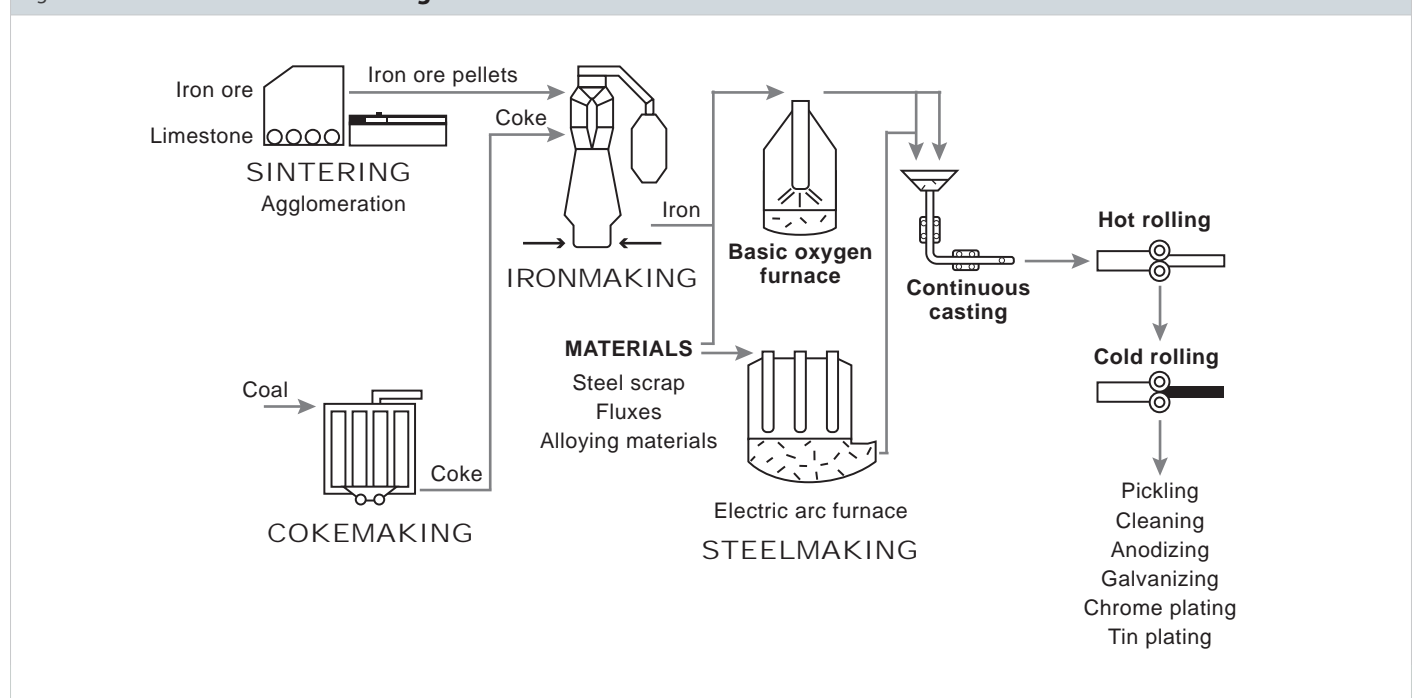 Iron ore
Limestone
SINTERING
Agglomeration
Iron ore pellets
Coke
Iron
IRONMAKING
Coal
Coke
COKEMAKING
Basic oxygen
furnace
MATERIALS
Steel scrap
Fluxes
Alloying materials
Electric arc furnace
STEELMAKING
Continuous
casting
Hot rolling
Cold rolling
Pickling
Cleaning
Anodizing
Galvanizing
Chrome plating
Tin plating